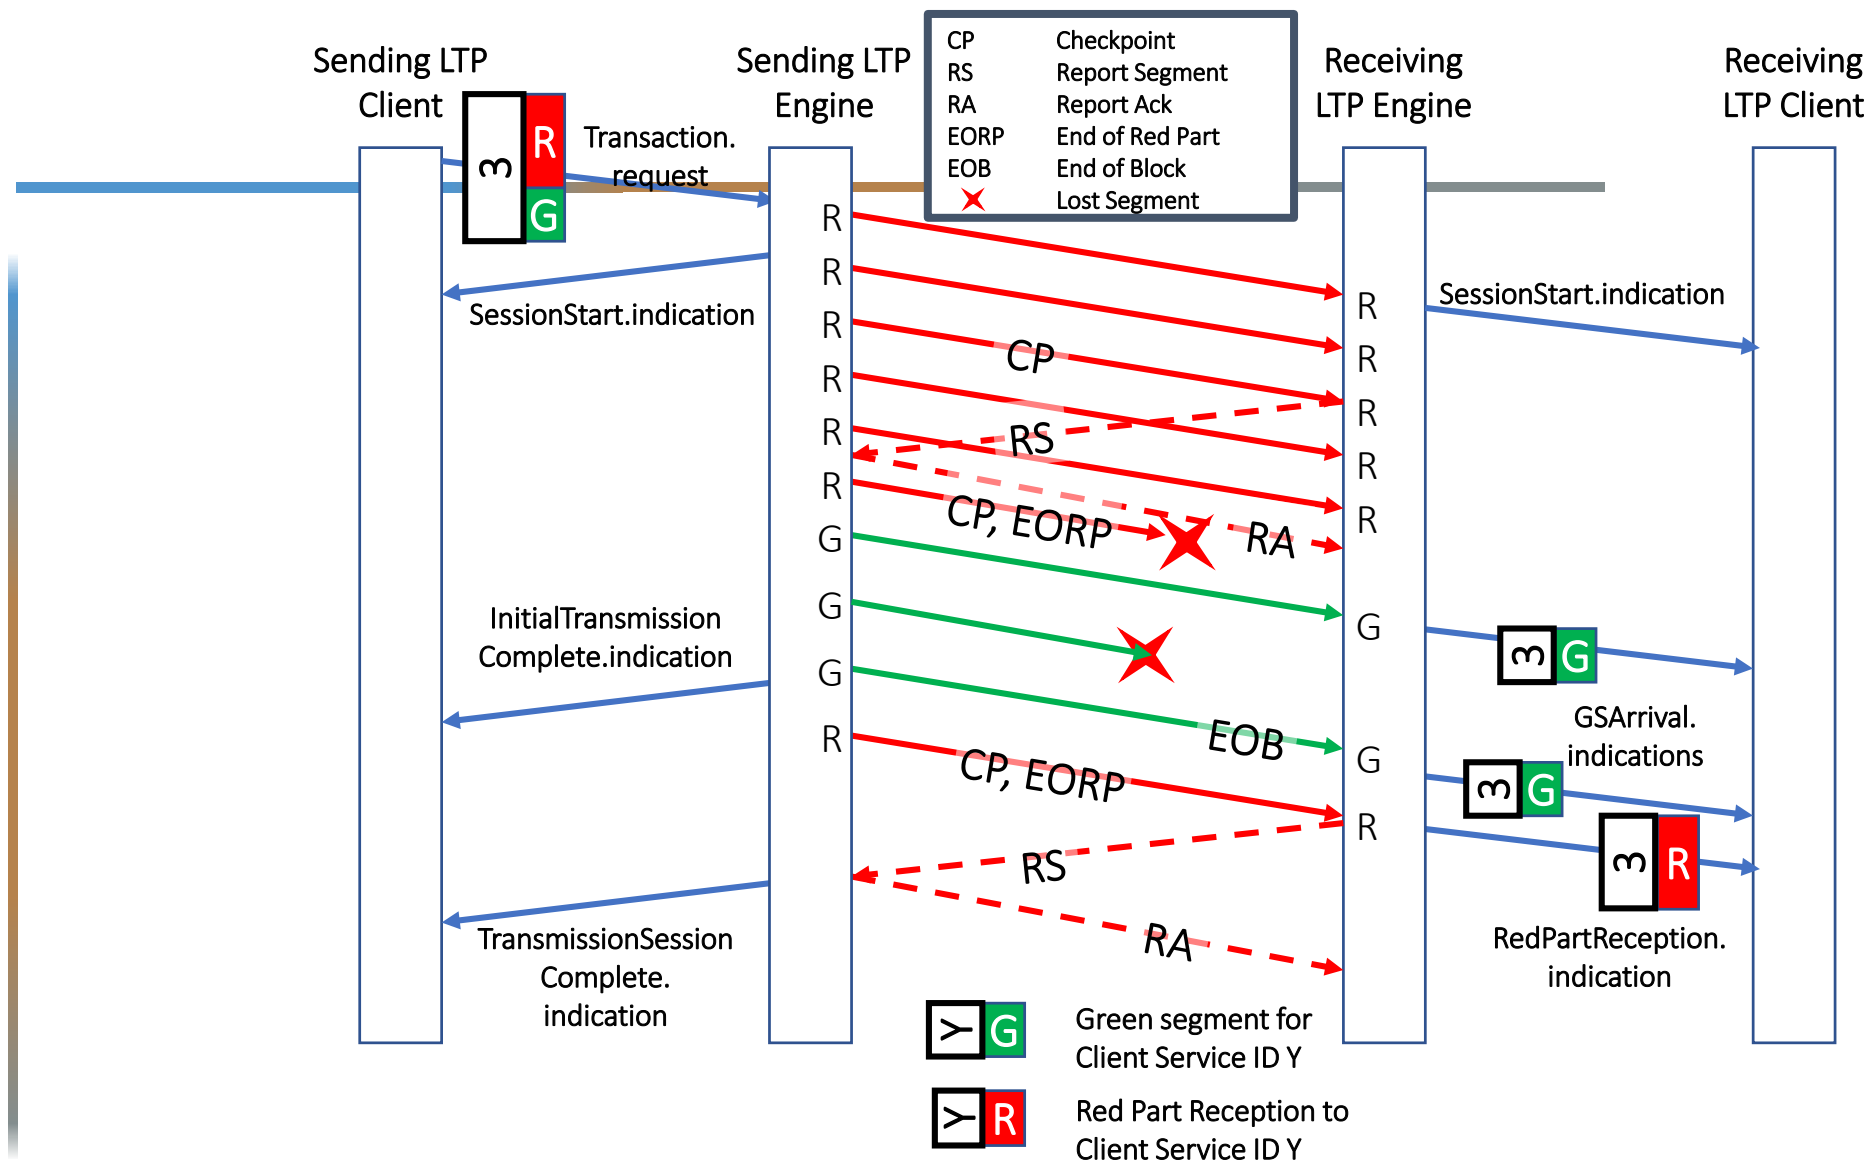 Sending LTP
Client
Sending LTP
Engine
CP Checkpoint
RS Report Segment
RA Report Ack
EORP End of Red Part
EOB End of Block
Lost Segment
Receiving
LTP Engine
Receiving
LTP Client
3
R
G
Transaction.
request
SessionStart.indication
InitialTransmission
Complete.indication
TransmissionSession
Complete.
indication
R
R
R
R
R
R
G
G
G
R
CP
RS
CP, EORP
RA
EOB
CP, EORP
RS
RA
R
R
R
R
R
G
G
R
SessionStart.indication
3 G
GSArrival.
indications
3 G
3 R
RedPartReception.
indication
Y G
Green segment for
Client Service ID Y
Y R
Red Part Reception to
Client Service ID Y